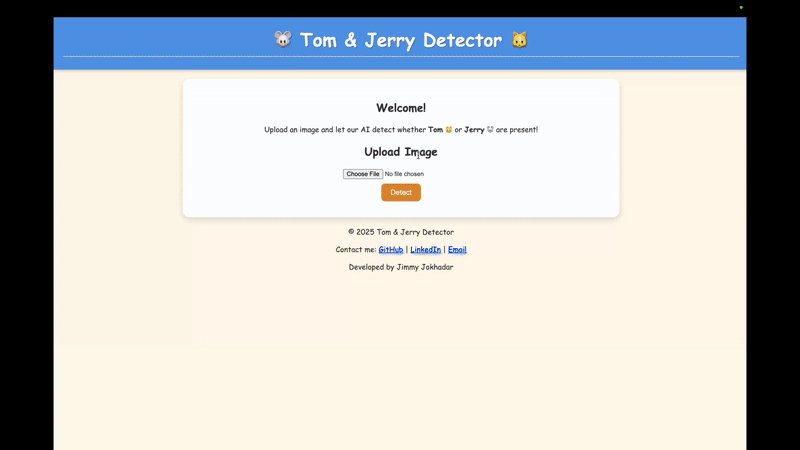 🐭 Tom & Jerry Detector 🐱
Welcome!
Upload an image and let our AI detect whether Tom 🐱 or Jerry 🐭 are present!
Upload Image
Choose File No file chosen
Detect
© 2025 Tom & Jerry Detector
Contact me: GitHub | LinkedIn | Email
Developed by Jimmy Jokhadar